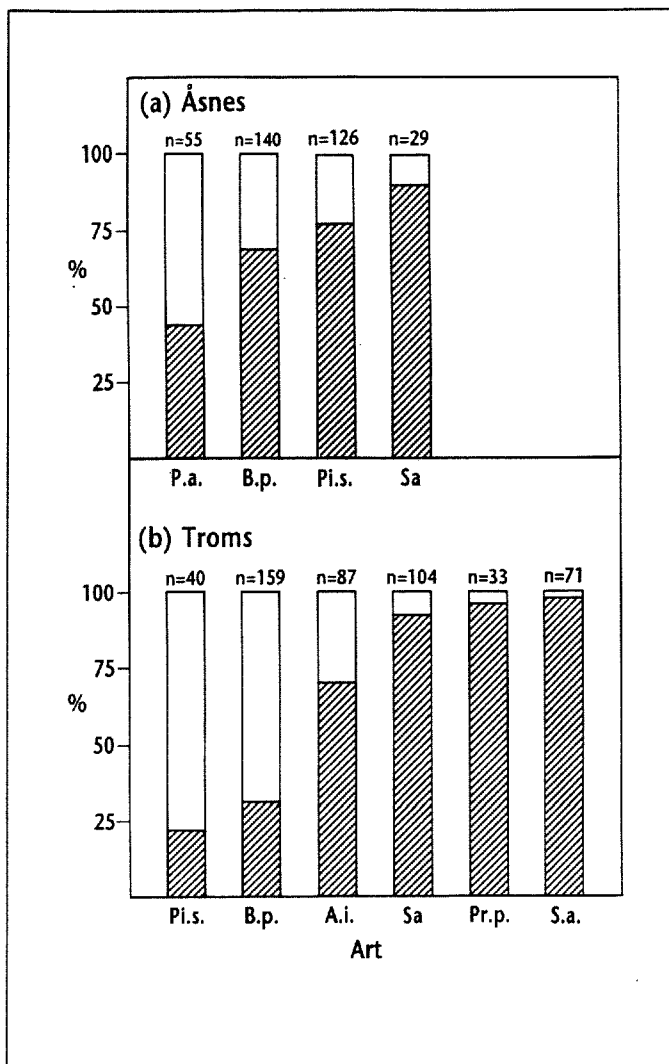 (a) Åsnes
n=55 n=140 n=126 n=29
100
75
%
50
25
P.a. B.p. Pi.s. Sa
(b) Troms
n=40 n=159 n=87 n=104 n=33 n=71
100
75
%
50
25
Pi.s. B.p. A.i. Sa Pr.p. S.a.
Art